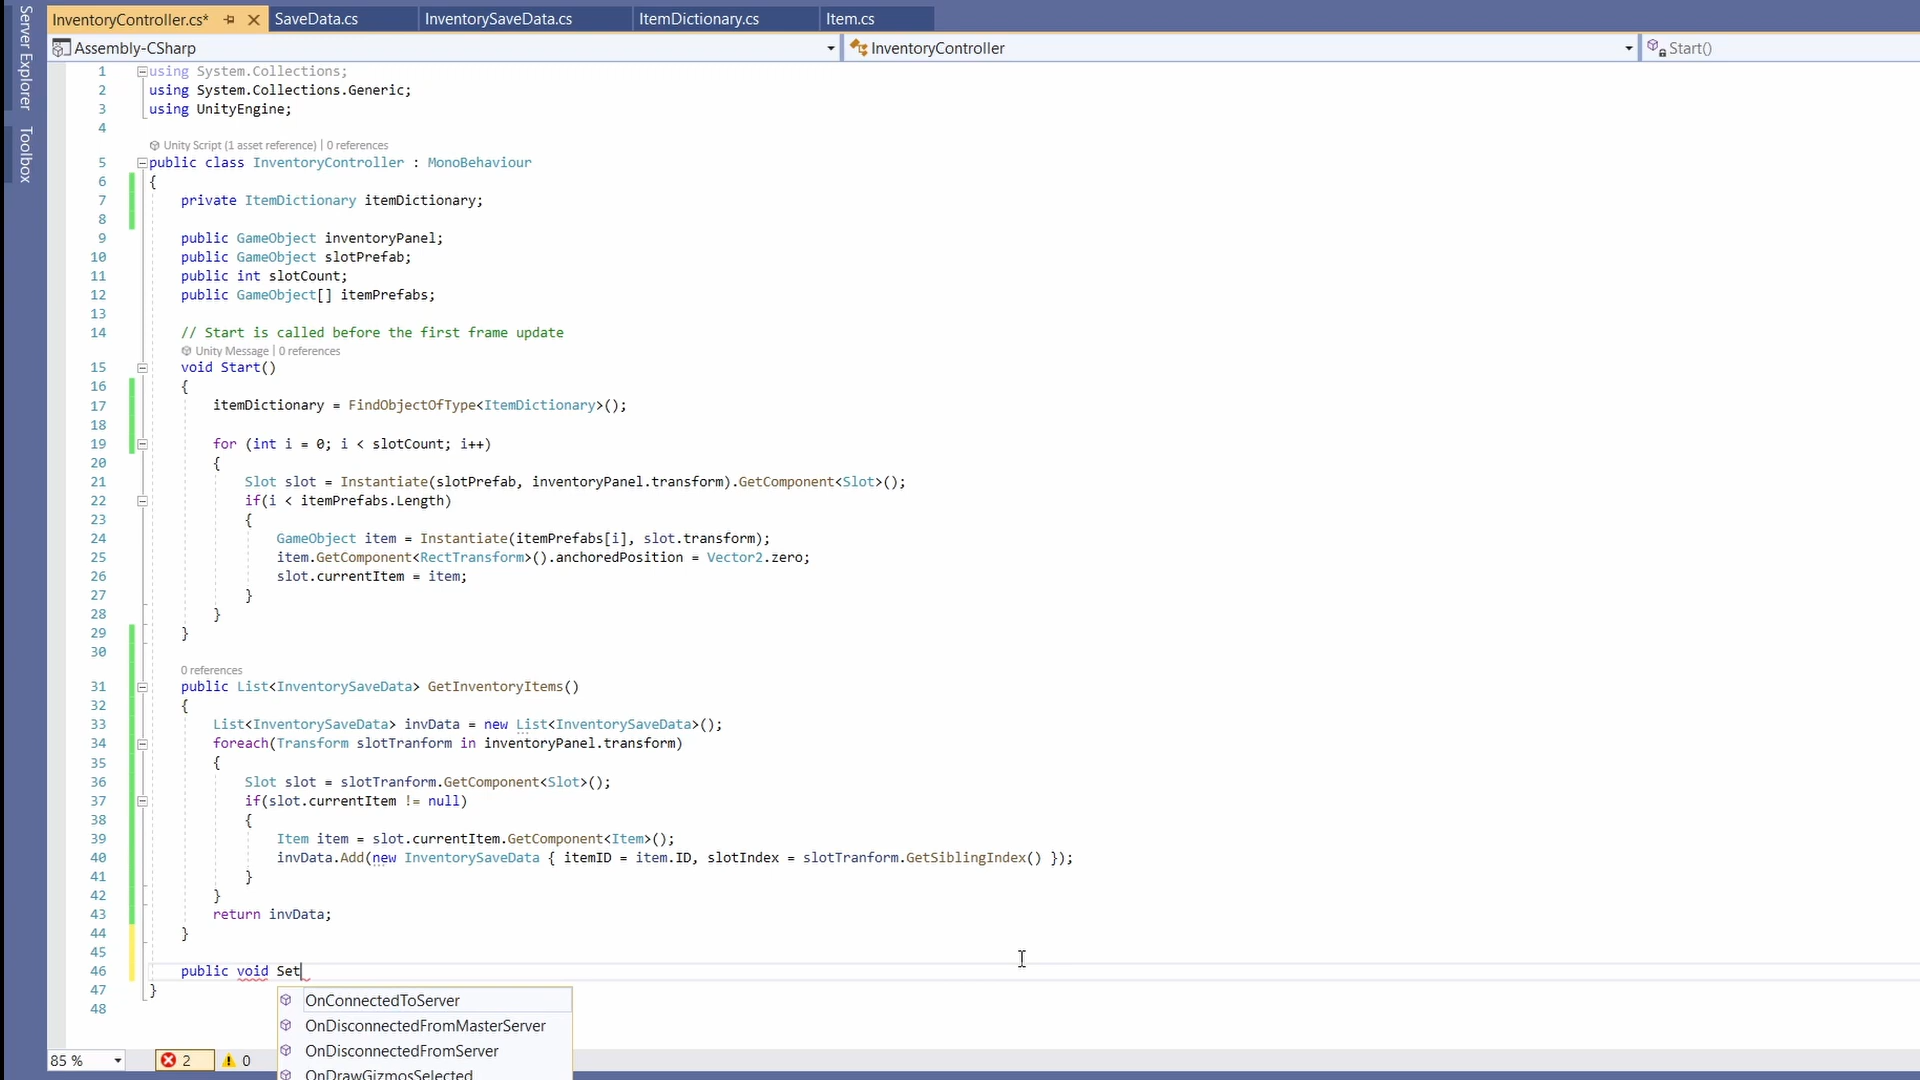 InventoryController.cs*
SaveData.cs
InventorySaveData.cs
ItemDictionary.cs
Item.cs
Server Explorer
Toolbox
Assembly-CSharp
InventoryController
Start()
1 using System.Collections;
2 using System.Collections.Generic;
3 using UnityEngine;
4
Unity Script (1 asset reference) | 0 references
5 public class InventoryController : MonoBehaviour
6 {
7 private ItemDictionary itemDictionary;
8
9 public GameObject inventoryPanel;
10 public GameObject slotPrefab;
11 public int slotCount;
12 public GameObject[] itemPrefabs;
13
14 // Start is called before the first frame update
Unity Message | 0 references
15 void Start()
16 {
17 itemDictionary = FindObjectOfType<ItemDictionary>();
18
19 for (int i = 0; i < slotCount; i++)
20 {
21 Slot slot = Instantiate(slotPrefab, inventoryPanel.transform).GetComponent<Slot>();
22 if(i < itemPrefabs.Length)
23 {
24 GameObject item = Instantiate(itemPrefabs[i], slot.transform);
25 item.GetComponent<RectTransform>().anchoredPosition = Vector2.zero;
26 slot.currentItem = item;
27 }
28 }
29 }
30
0 references
31 public List<InventorySaveData> GetInventoryItems()
32 {
33 List<InventorySaveData> invData = new List<InventorySaveData>();
34 foreach(Transform slotTranform in inventoryPanel.transform)
35 {
36 Slot slot = slotTranform.GetComponent<Slot>();
37 if(slot.currentItem != null)
38 {
39 Item item = slot.currentItem.GetComponent<Item>();
40 invData.Add(new InventorySaveData { itemID = item.ID, slotIndex = slotTranform.GetSiblingIndex() });
41 }
42 }
43 return invData;
44 }
45
46 public void Set
47 }
48
OnConnectedToServer
OnDisconnectedFromMasterServer
OnDisconnectedFromServer
OnDrawGizmosSelected
85 %
2
0